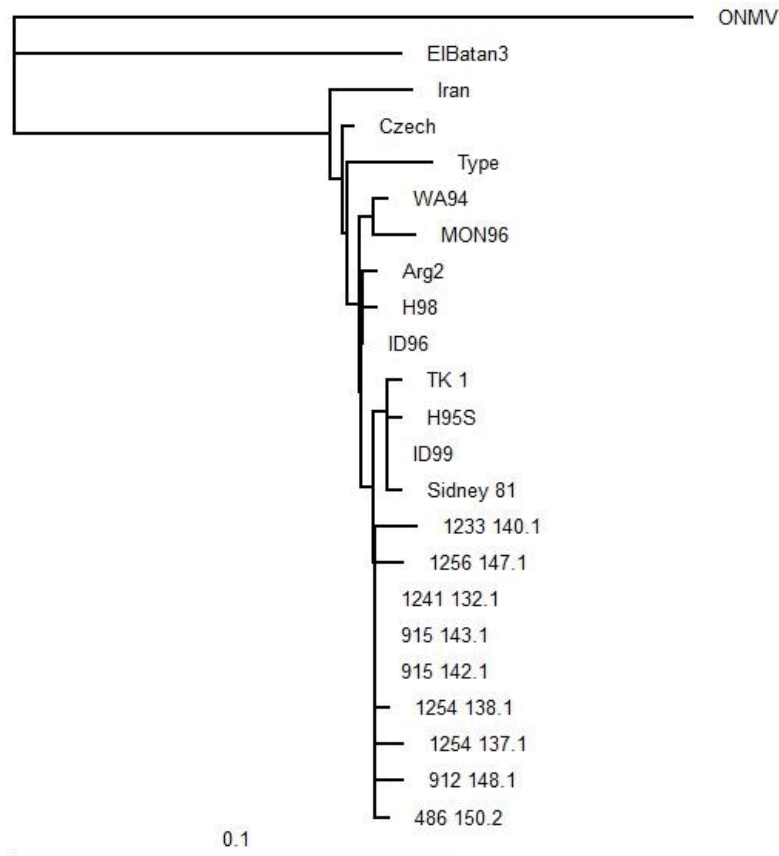 ONMV
ElBatan3
Iran
Czech
Type
WA94
MON96
Arg2
H98
ID96
TK 1
H95S
ID99
Sidney 81
1233 140.1
1256 147.1
1241 132.1
915 143.1
915 142.1
1254 138.1
1254 137.1
912 148.1
486 150.2
0.1